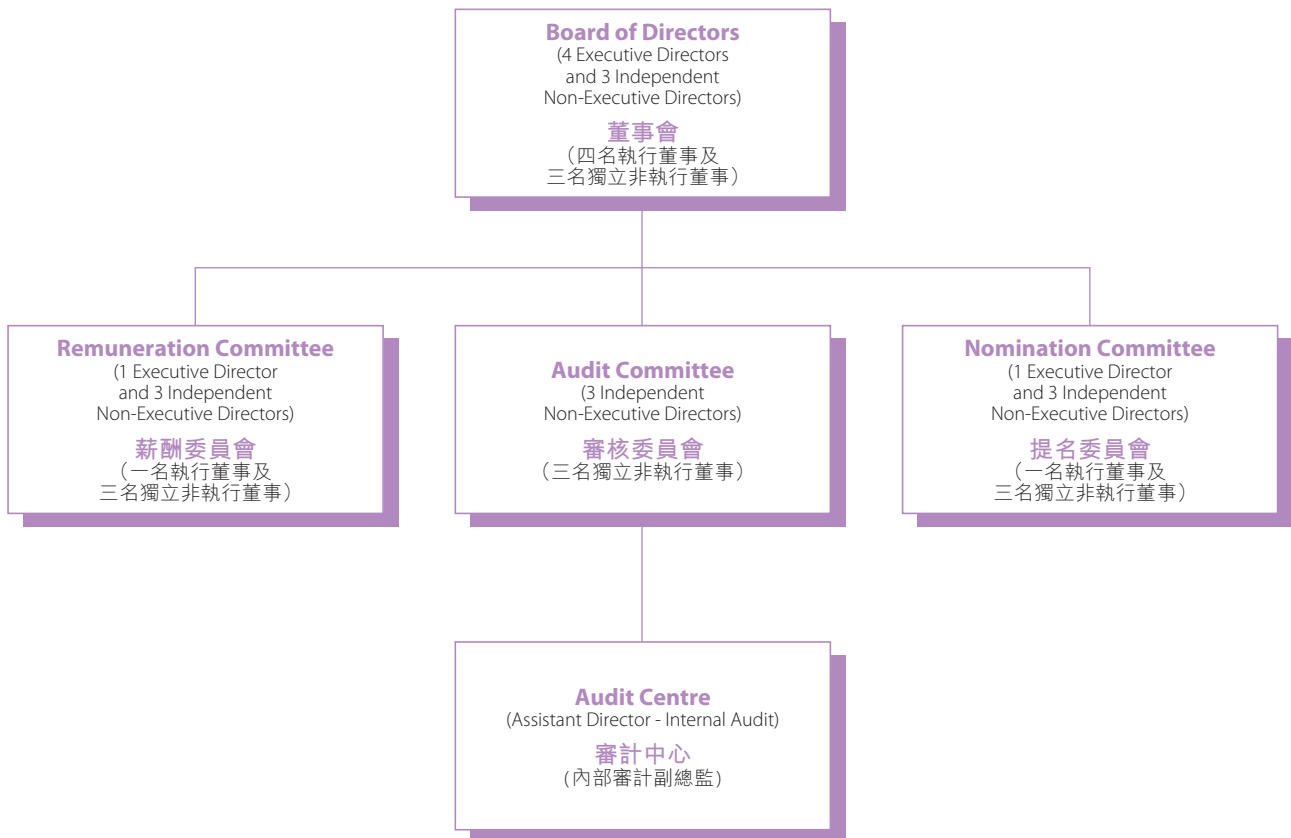 Board of Directors
(4 Executive Directors
and 3 Independent
Non-Executive Directors)
董事會
（四名執行董事及
三名獨立非執行董事）
Remuneration Committee
(1 Executive Director
and 3 Independent
Non-Executive Directors)
薪酬委員會
（一名執行董事及
三名獨立非執行董事）
Audit Committee
(3 Independent
Non-Executive Directors)
審核委員會
（三名獨立非執行董事）
Nomination Committee
(1 Executive Director
and 3 Independent
Non-Executive Directors)
提名委員會
（一名執行董事及
三名獨立非執行董事）
Audit Centre
(Assistant Director - Internal Audit)
審計中心
(內部審計副總監)